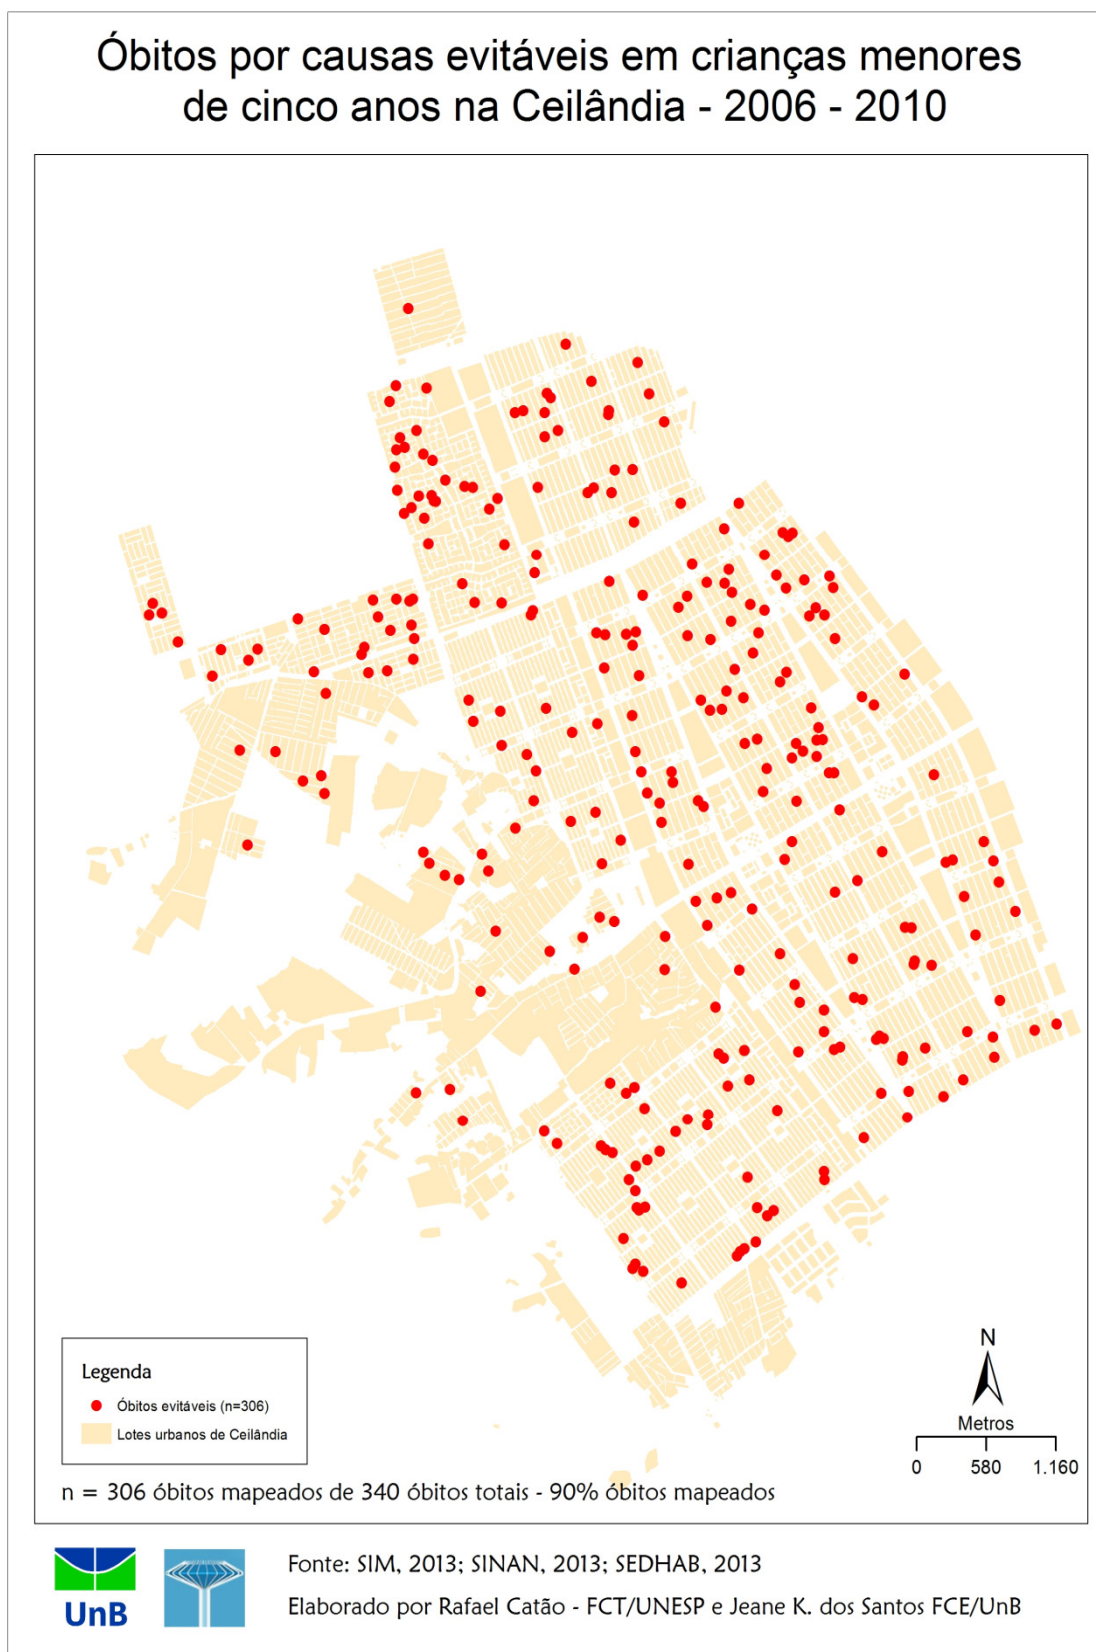 Óbitos por causas evitáveis em crianças menores
de cinco anos na Ceilândia - 2006 - 2010
N
Metros
0 580 1.160
Legenda
Óbitos evitáveis (n=306)
Lotes urbanos de Ceilândia
n = 306 óbitos mapeados de 340 óbitos totais - 90% óbitos mapeados
UnB
Fonte: SIM, 2013; SINAN, 2013; SEDHAB, 2013
Elaborado por Rafael Catão - FCT/UNESP e Jeane K. dos Santos FCE/UnB